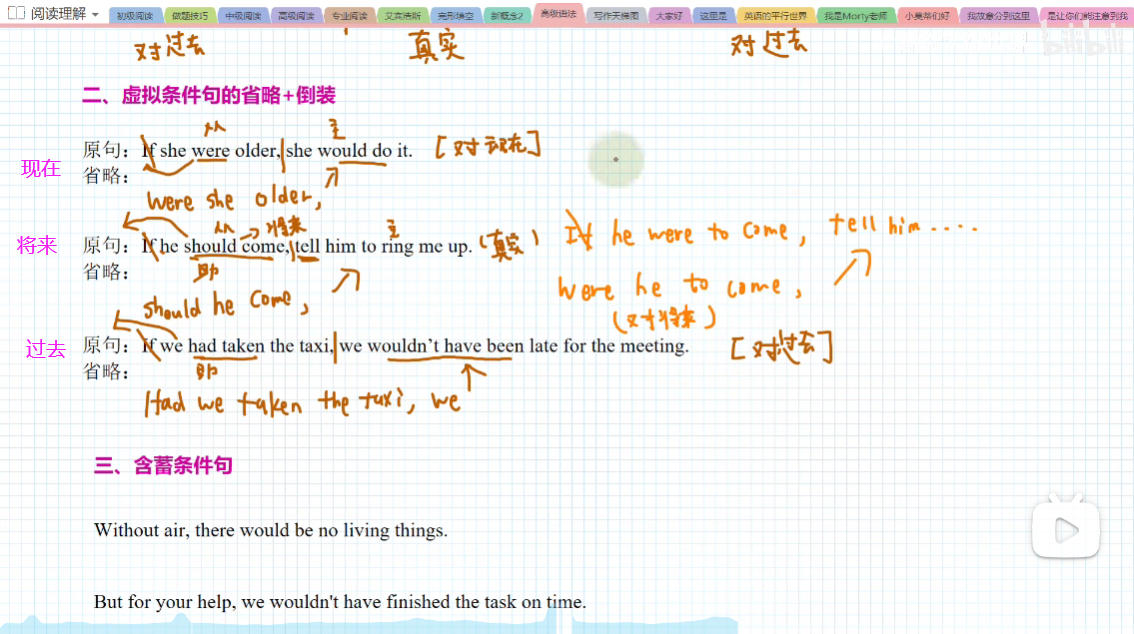 阅读理解
初级阅读 做题技巧 中级阅读 高级阅读 专业阅读 艾宾浩斯 完形填空 新概念2 高级语法 写作天梯图 大家好 这里是 英语的平行世界 我是Morty老师 小莫帮们好 我故意分到这里 是让你们能注意到我
对过去 真实 对过去
bilibili
二、虚拟条件句的省略+倒装
从 主
现在
原句：If she were older, she would do it. [对现在]
省略：
were she older,
从 → 将来 主
将来
原句：If he should come, tell him to ring me up. (真实)
If he were to come, tell him ....
省略：
助
should he come,
were he to come,
(对将来)
过去
原句：If we had taken the taxi, we wouldn't have been late for the meeting. [对过去]
省略：
助
Had we taken the taxi, we
三、含蓄条件句
Without air, there would be no living things.
But for your help, we wouldn't have finished the task on time.